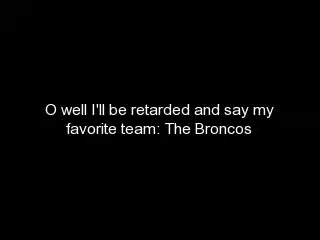 O well I'll be retarded and say my
favorite team: The Broncos